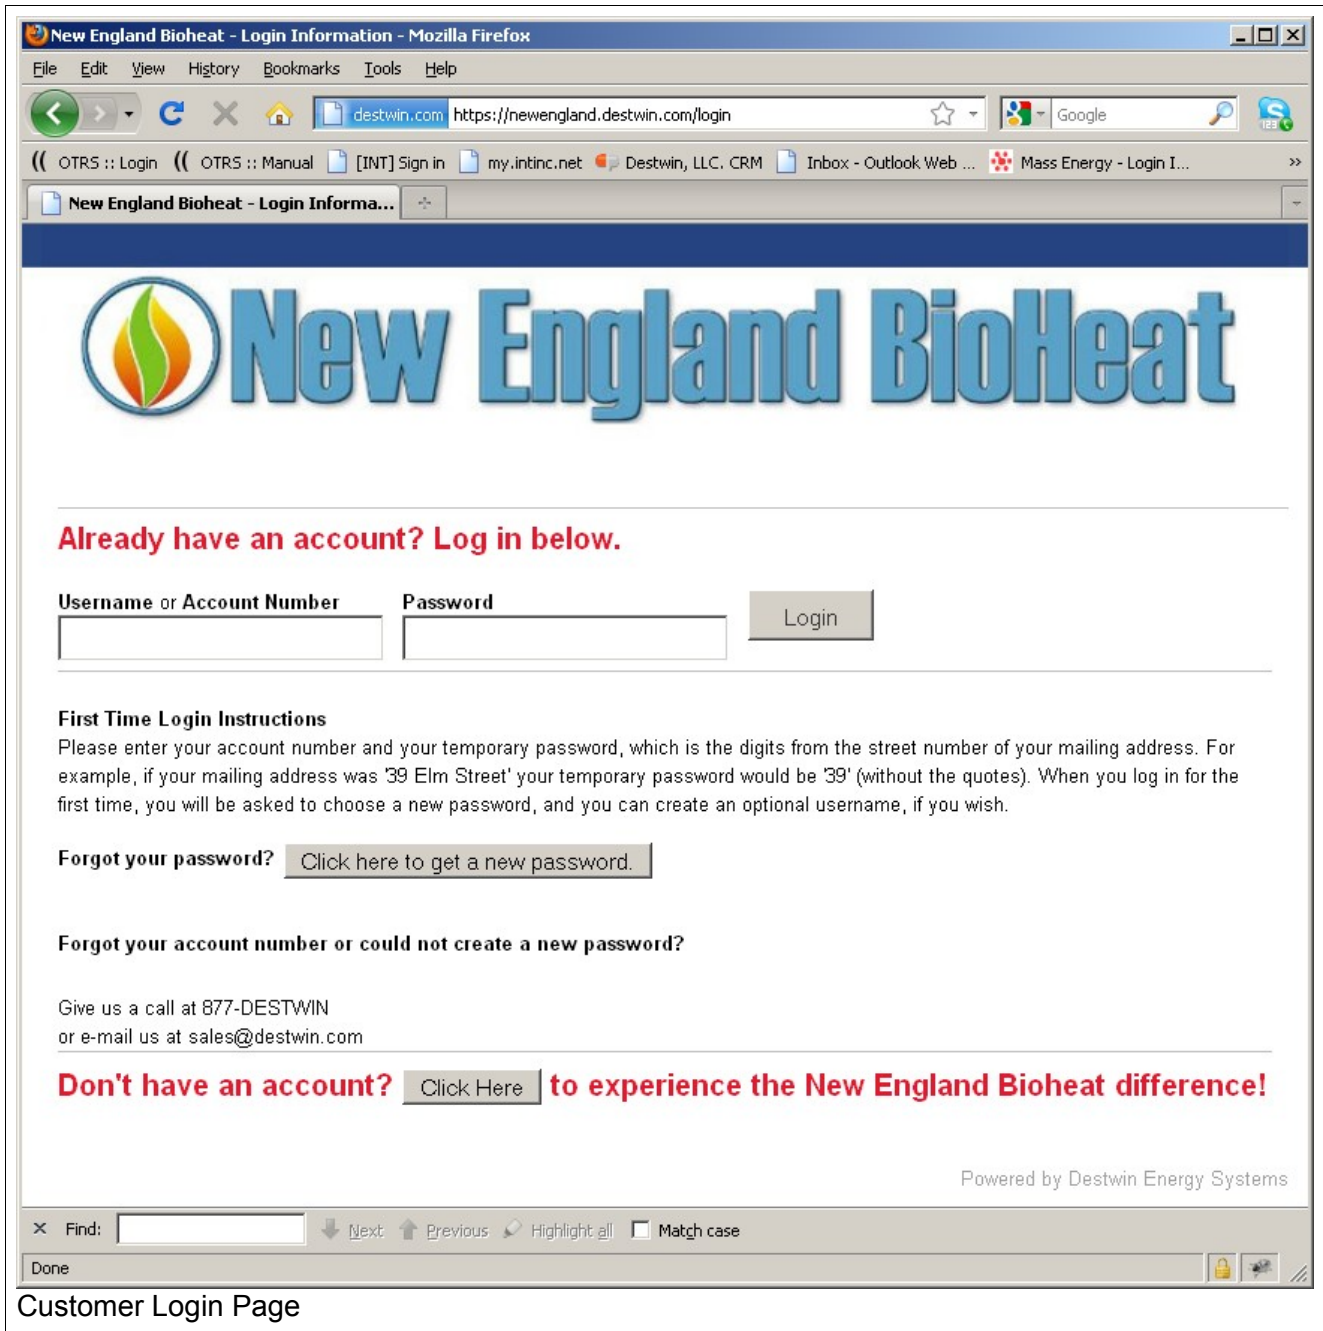 New England Bioheat - Login Information - Mozilla Firefox
File Edit View History Bookmarks Tools Help
destwin.com https://newengland.destwin.com/login Google
OTRS :: Login OTRS :: Manual [INT] Sign in my.intinc.net Destwin, LLC. CRM Inbox - Outlook Web ... Mass Energy - Login I... »
New England Bioheat - Login Informa...
New England BioHeat
Already have an account? Log in below.
Username or Account Number Password
Login
First Time Login Instructions
Please enter your account number and your temporary password, which is the digits from the street number of your mailing address. For
example, if your mailing address was '39 Elm Street' your temporary password would be '39' (without the quotes). When you log in for the
first time, you will be asked to choose a new password, and you can create an optional username, if you wish.
Forgot your password? Click here to get a new password.
Forgot your account number or could not create a new password?
Give us a call at 877-DESTWIN
or e-mail us at sales@destwin.com
Don't have an account? Click Here to experience the New England Bioheat difference!
Powered by Destwin Energy Systems
Find: Next Previous Highlight all Match case
Done
Customer Login Page